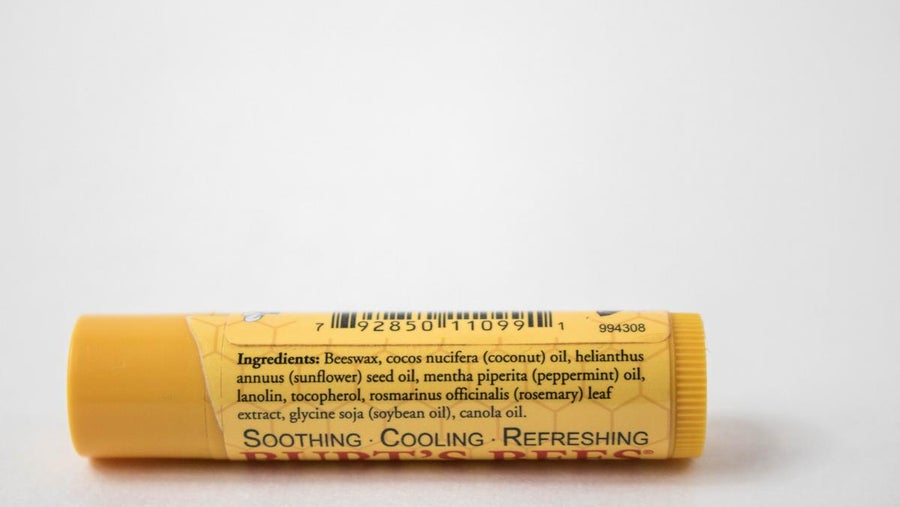 7 92850 11099 1
994308
Ingredients: Beeswax, cocos nucifera (coconut) oil, helianthus
annuus (sunflower) seed oil, mentha piperita (peppermint) oil,
lanolin, tocopherol, rosmarinus officinalis (rosemary) leaf
extract, glycine soja (soybean oil), canola oil.
SOOTHING · COOLING · REFRESHING
BURT'S BEES®